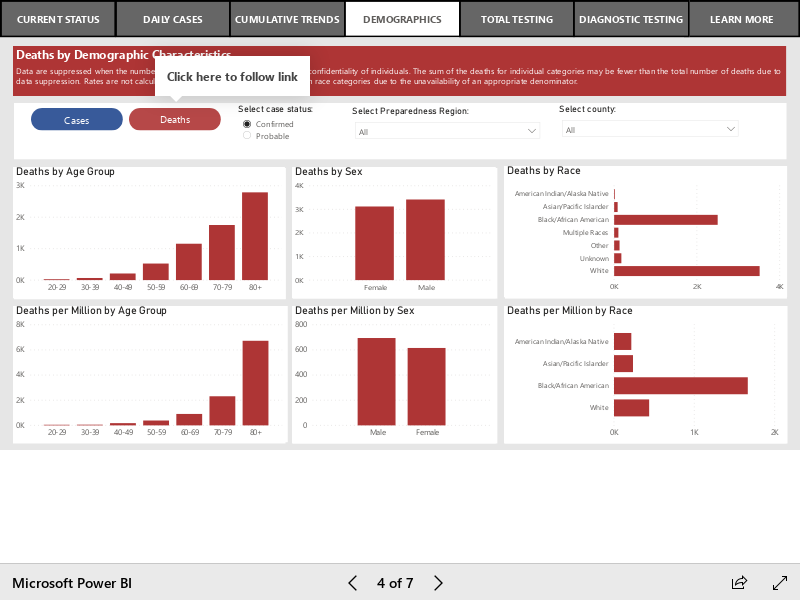 CURRENT STATUS
DAILY CASES
CUMULATIVE TRENDS
DEMOGRAPHICS
TOTAL TESTING
DIAGNOSTIC TESTING
LEARN MORE
Deaths by Demographic Characteristics
Data are suppressed when the numbe
onfidentiality of individuals. The sum of the deaths for individual categories may be fewer than the total number of deaths due to
data suppression. Rates are not calcul
n race categories due to the unavailability of an appropriate denominator.
Click here to follow link
Cases
Deaths
Select case status:
Confirmed
Probable
Select Preparedness Region:
All
Select county:
All
Deaths by Age Group
3K
2K
1K
0K
20-29 30-39 40-49 50-59 60-69 70-79 80+
Deaths by Sex
4K
3K
2K
1K
0K
Female Male
Deaths by Race
American Indian/Alaska Native
Asian/Pacific Islander
Black/African American
Multiple Races
Other
Unknown
White
0K 2K 4K
Deaths per Million by Age Group
8K
6K
4K
2K
0K
20-29 30-39 40-49 50-59 60-69 70-79 80+
Deaths per Million by Sex
800
600
400
200
0
Male Female
Deaths per Million by Race
American Indian/Alaska Native
Asian/Pacific Islander
Black/African American
White
0K 1K 2K
Microsoft Power BI
4 of 7